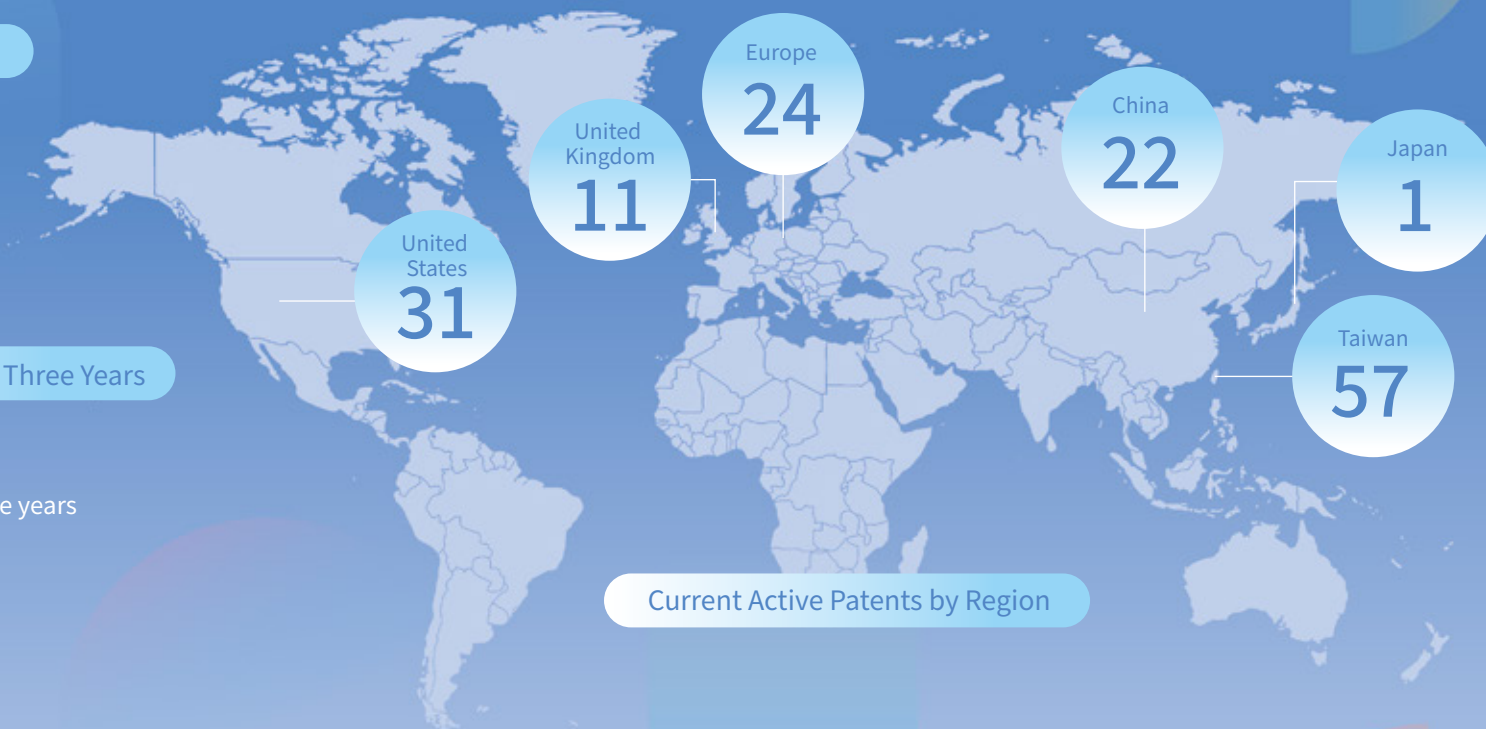 Europe
24
China
22
United
Kingdom
11
Japan
1
United
States
31
Taiwan
57
Three Years
e years
Current Active Patents by Region